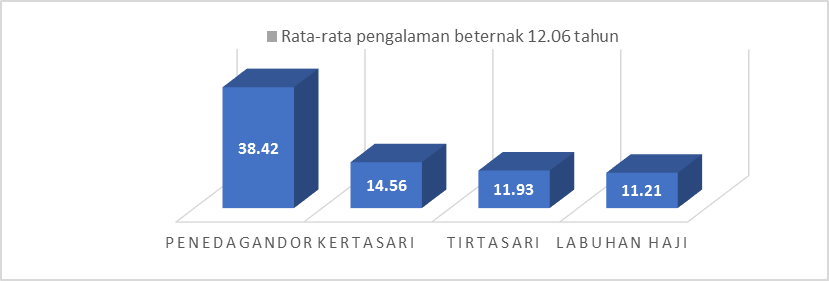 Rata-rata pengalaman beternak 12.06 tahun
38.42
14.56
11.93
11.21
PENEDAGANDOR KERTASARI TIRTASARI LABUHAN HAJI